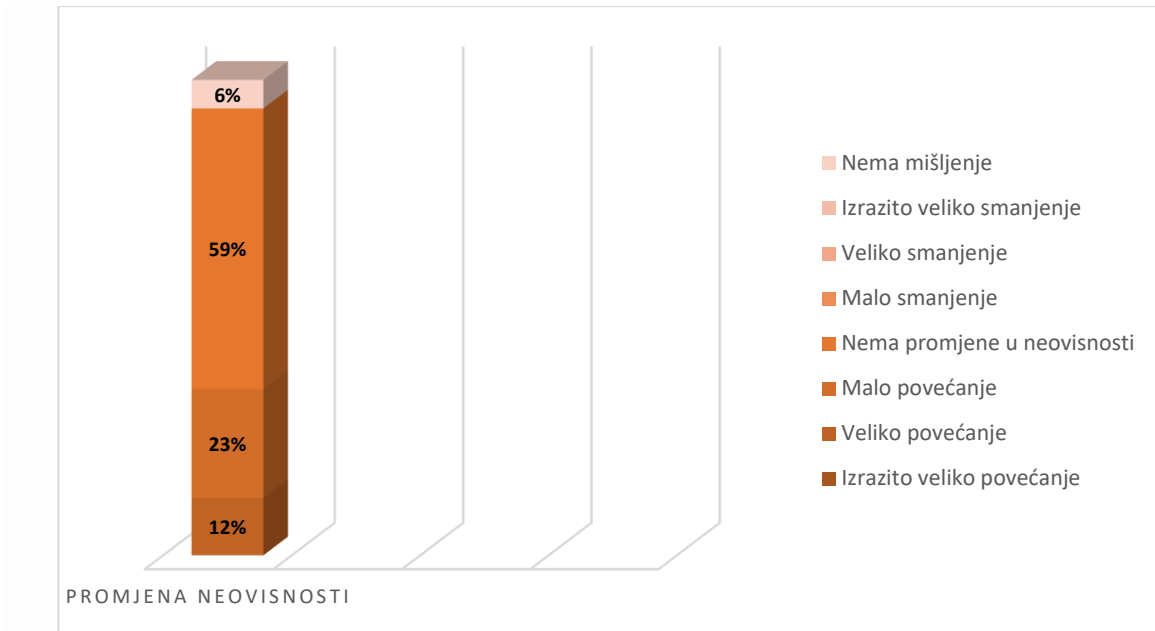 6%
59%
23%
12%
PROMJENA NEOVISNOSTI
Nema mišljenje
Izrazito veliko smanjenje
Veliko smanjenje
Malo smanjenje
Nema promjene u neovisnosti
Malo povećanje
Veliko povećanje
Izrazito veliko povećanje